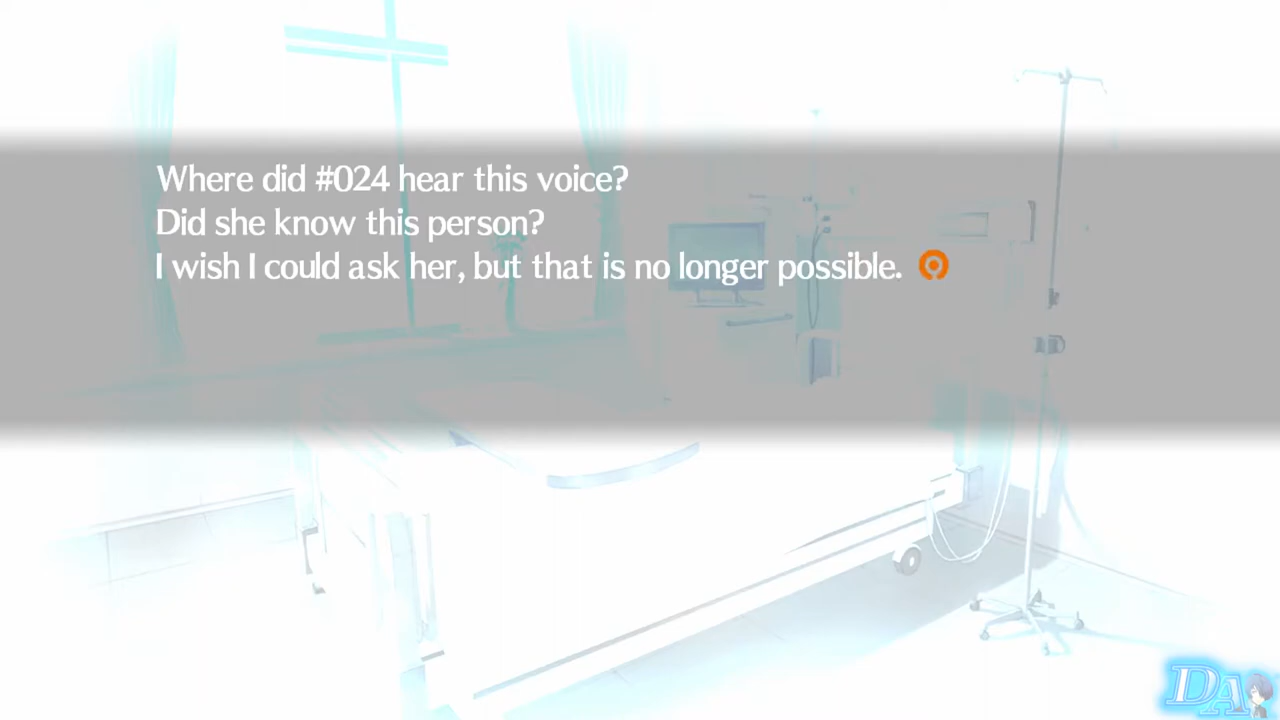 Where did #024 hear this voice?
Did she know this person?
I wish I could ask her, but that is no longer possible.
DA